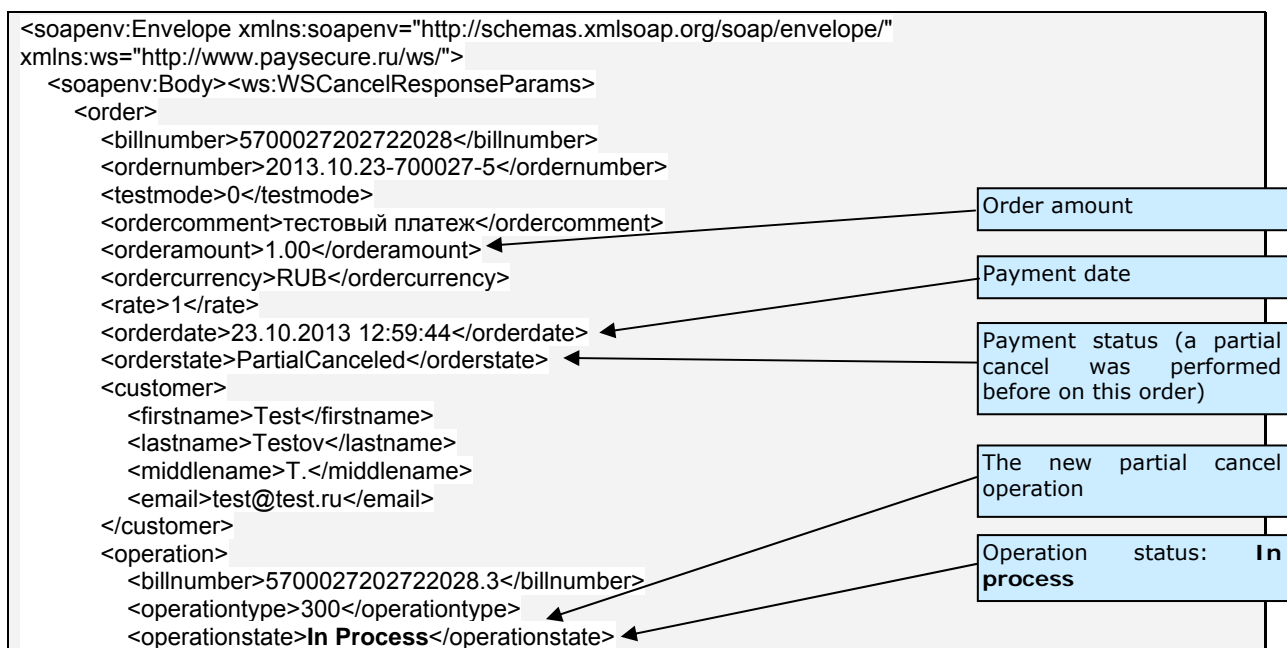 <soapenv:Envelope xmlns:soapenv="http://schemas.xmlsoap.org/soap/envelope/"
xmlns:ws="http://www.paysecure.ru/ws/">
<soapenv:Body><ws:WSCancelResponseParams>
<order>
<billnumber>5700027202722028</billnumber>
<ordernumber>2013.10.23-700027-5</ordernumber>
<testmode>0</testmode>
<ordercomment>тестовый платеж</ordercomment>
<orderamount>1.00</orderamount>
<ordercurrency>RUB</ordercurrency>
<rate>1</rate>
<orderdate>23.10.2013 12:59:44</orderdate>
<orderstate>PartialCanceled</orderstate>
<customer>
<firstname>Test</firstname>
<lastname>Testov</lastname>
<middlename>T.</middlename>
<email>test@test.ru</email>
</customer>
<operation>
<billnumber>5700027202722028.3</billnumber>
<operationtype>300</operationtype>
<operationstate>In Process</operationstate>
Order amount
Payment date
Payment status (a partial
cancel was performed
before on this order)
The new partial cancel
operation
Operation status: In
process